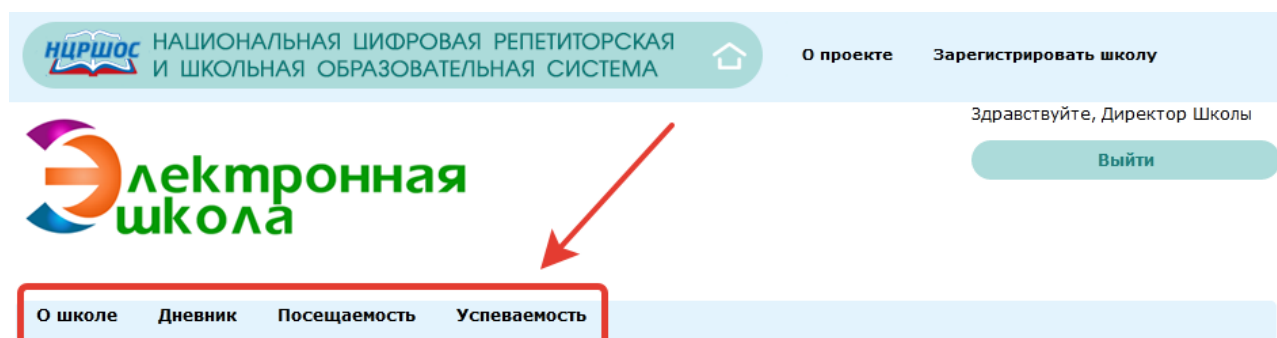 НЦРШОС
НАЦИОНАЛЬНАЯ ЦИФРОВАЯ РЕПЕТИТОРСКАЯ
И ШКОЛЬНАЯ ОБРАЗОВАТЕЛЬНАЯ СИСТЕМА
О проекте
Зарегистрировать школу
Здравствуйте, Директор Школы
Выйти
Электронная
школа
О школе
Дневник
Посещаемость
Успеваемость